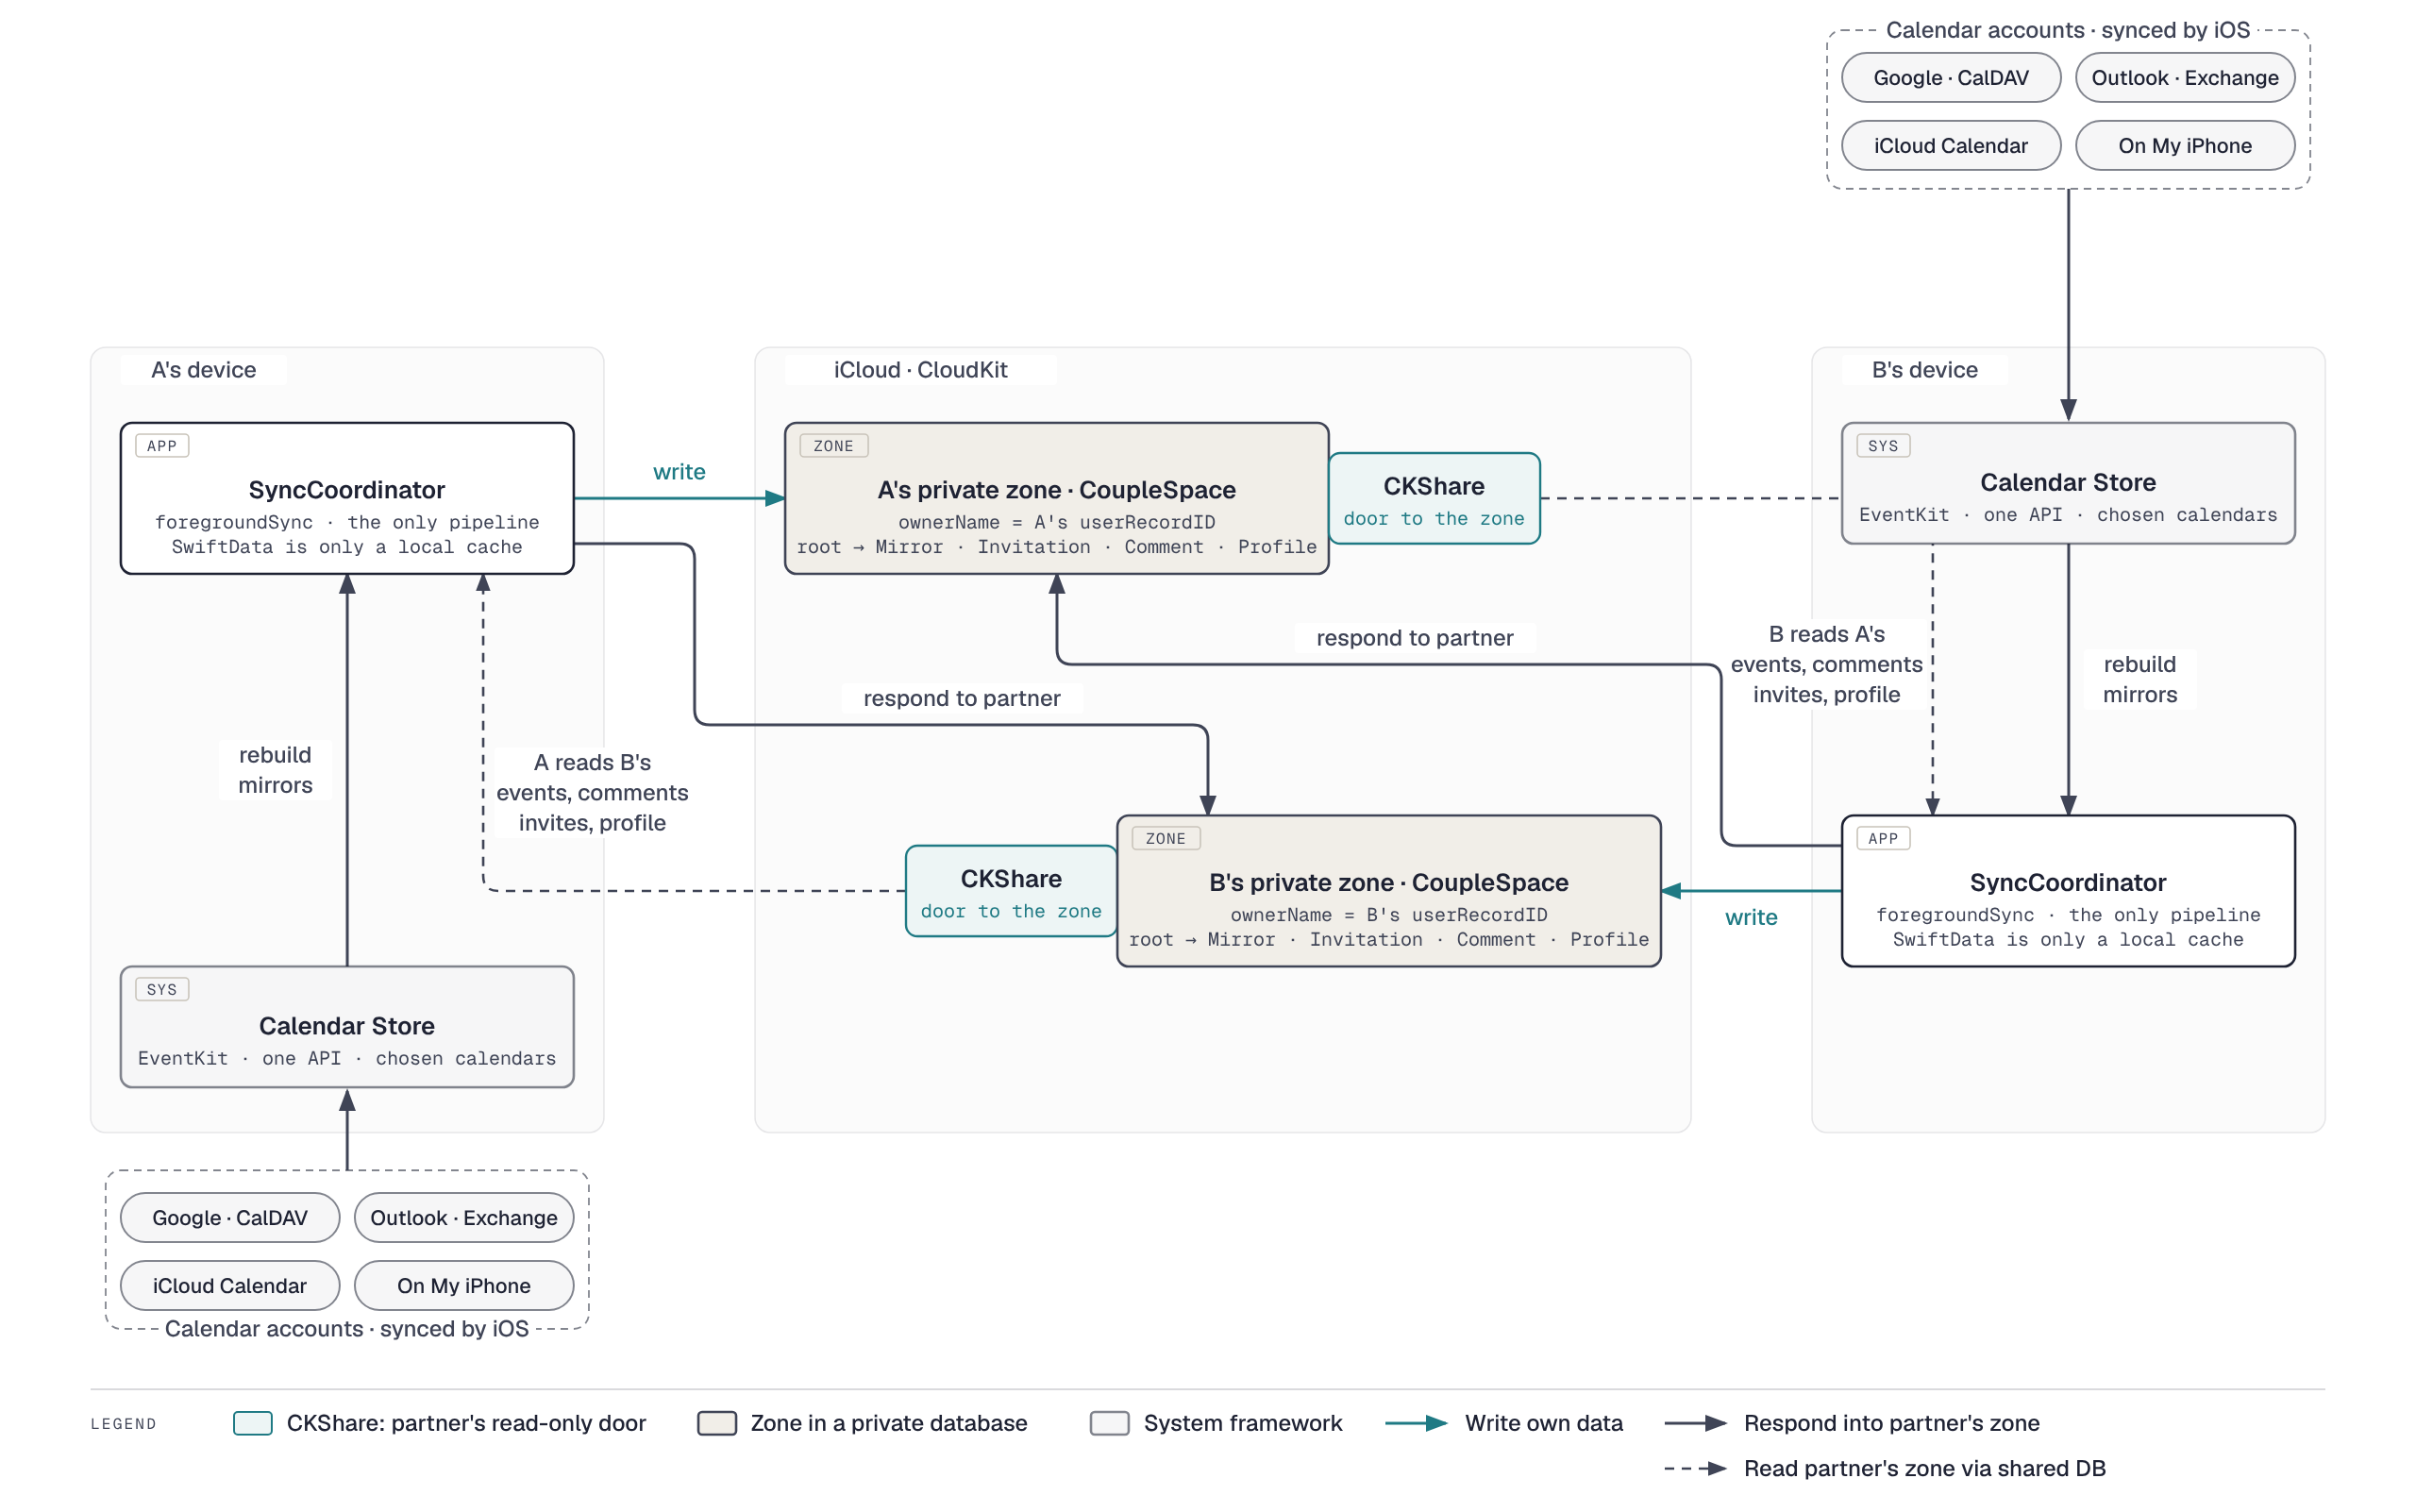 Calendar accounts · synced by iOS
Google · CalDAV
Outlook · Exchange
iCloud Calendar
On My iPhone
A's device
APP
SyncCoordinator
foregroundSync · the only pipeline
SwiftData is only a local cache
write
iCloud · CloudKit
ZONE
A's private zone · CoupleSpace
ownerName = A's userRecordID
root → Mirror · Invitation · Comment · Profile
CKShare
door to the zone
B's device
SYS
Calendar Store
EventKit · one API · chosen calendars
respond to partner
B reads A's
events, comments
invites, profile
rebuild
mirrors
respond to partner
rebuild
mirrors
A reads B's
events, comments
invites, profile
CKShare
door to the zone
ZONE
B's private zone · CoupleSpace
ownerName = B's userRecordID
root → Mirror · Invitation · Comment · Profile
write
APP
SyncCoordinator
foregroundSync · the only pipeline
SwiftData is only a local cache
SYS
Calendar Store
EventKit · one API · chosen calendars
Google · CalDAV
Outlook · Exchange
iCloud Calendar
On My iPhone
Calendar accounts · synced by iOS
LEGEND
CKShare: partner's read-only door
Zone in a private database
System framework
Write own data
Respond into partner's zone
Read partner's zone via shared DB